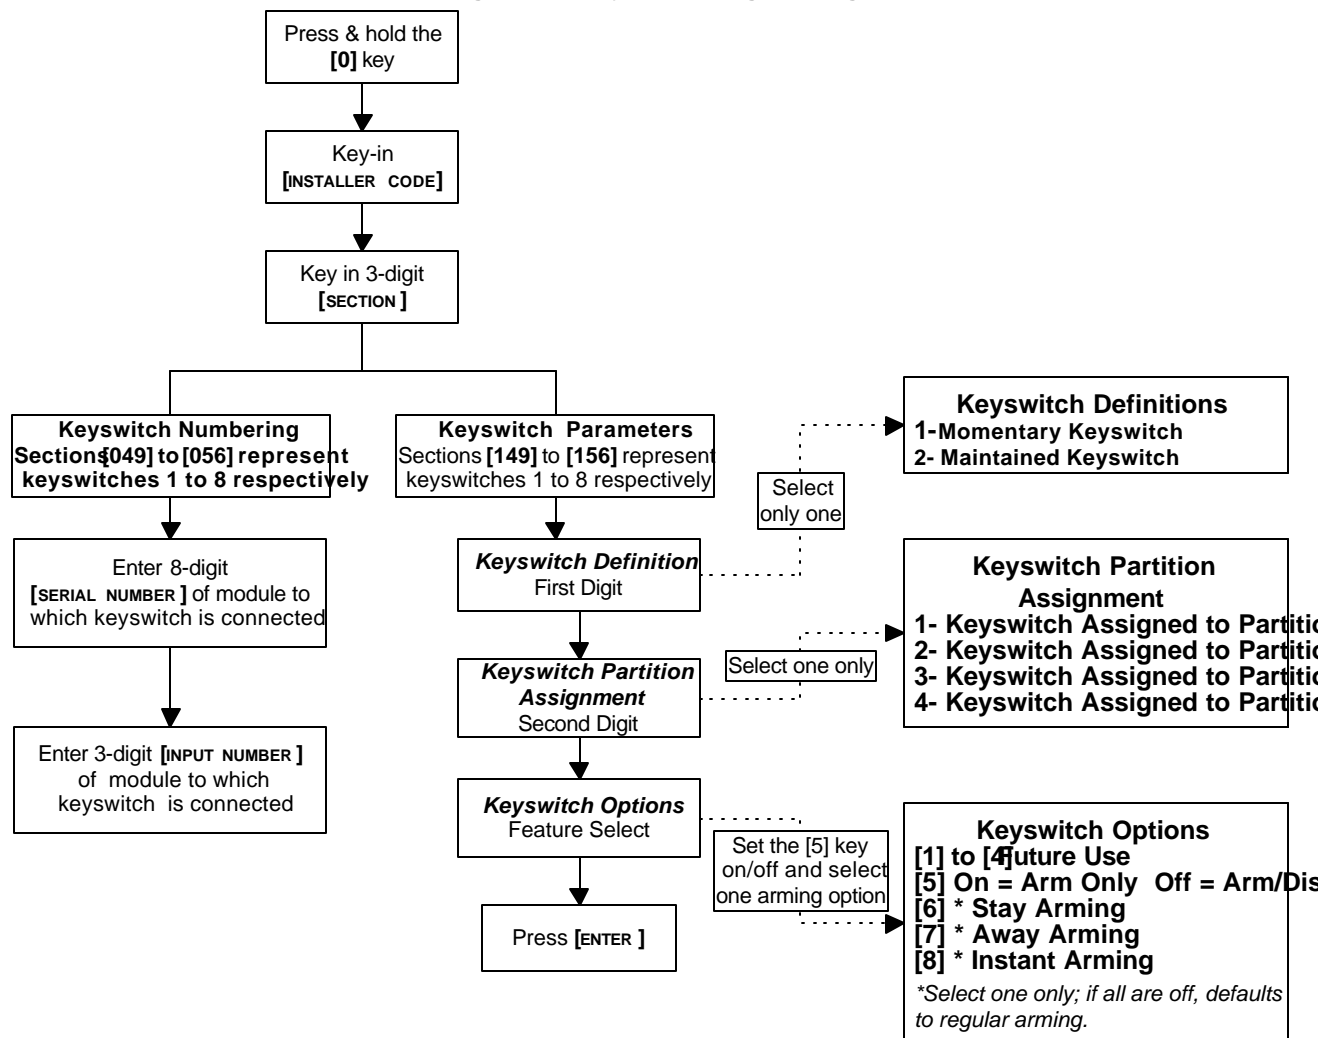 Press & hold the
[0] key
Key-in
[INSTALLER CODE]
Key in 3-digit
[SECTION ]
Keyswitch Numbering
Sections[049] to [056] represent
keyswitches 1 to 8 respectively
Enter 8-digit
[SERIAL NUMBER ] of module to
which keyswitch is connected
Enter 3-digit [INPUT NUMBER ]
of module to which
keyswitch is connected
Keyswitch Parameters
Sections [149] to [156] represent
keyswitches 1 to 8 respectively
Keyswitch Definition
First Digit
Keyswitch Partition
Assignment
Second Digit
Keyswitch Options
Feature Select
Press [ENTER ]
Select
only one
Select one only
Set the [5] key
on/off and select
one arming option
Keyswitch Definitions
1-Momentary Keyswitch
2- Maintained Keyswitch
Keyswitch Partition
Assignment
1- Keyswitch Assigned to Partitio
2- Keyswitch Assigned to Partitio
3- Keyswitch Assigned to Partitio
4- Keyswitch Assigned to Partitio
Keyswitch Options
[1] to [4]Future Use
[5] On = Arm Only Off = Arm/Dis
[6] * Stay Arming
[7] * Away Arming
[8] * Instant Arming
*Select one only; if all are off, defaults
to regular arming.